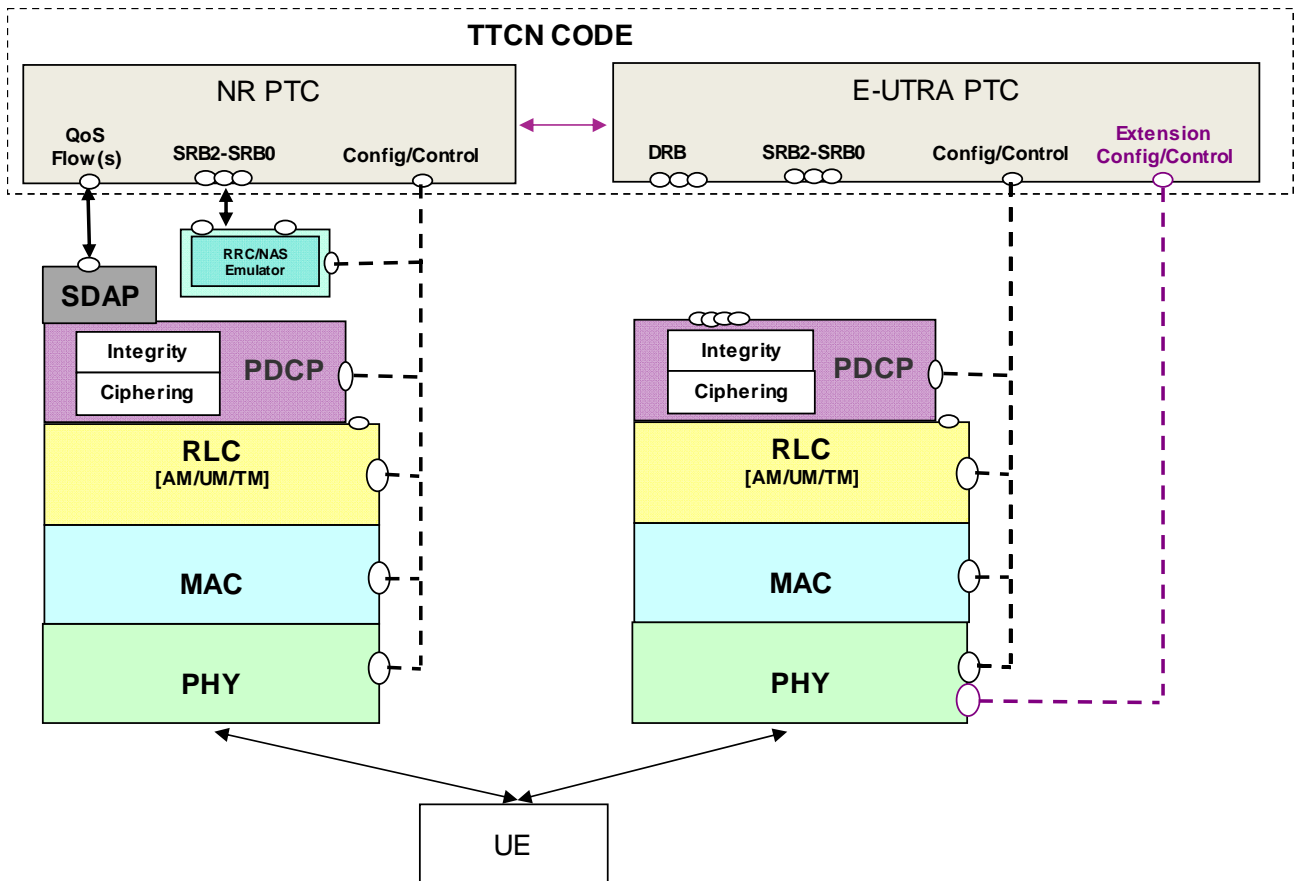 TTCN CODE
NR PTC
E-UTRA PTC
QoS
Flow(s)
SRB2-SRB0
Config/Control
DRB
SRB2-SRB0
Config/Control
Extension
Config/Control
RRC/NAS
Emulator
SDAP
Integrity
Ciphering
PDCP
RLC
[AM/UM/TM]
MAC
PHY
Integrity
Ciphering
PDCP
RLC
[AM/UM/TM]
MAC
PHY
UE